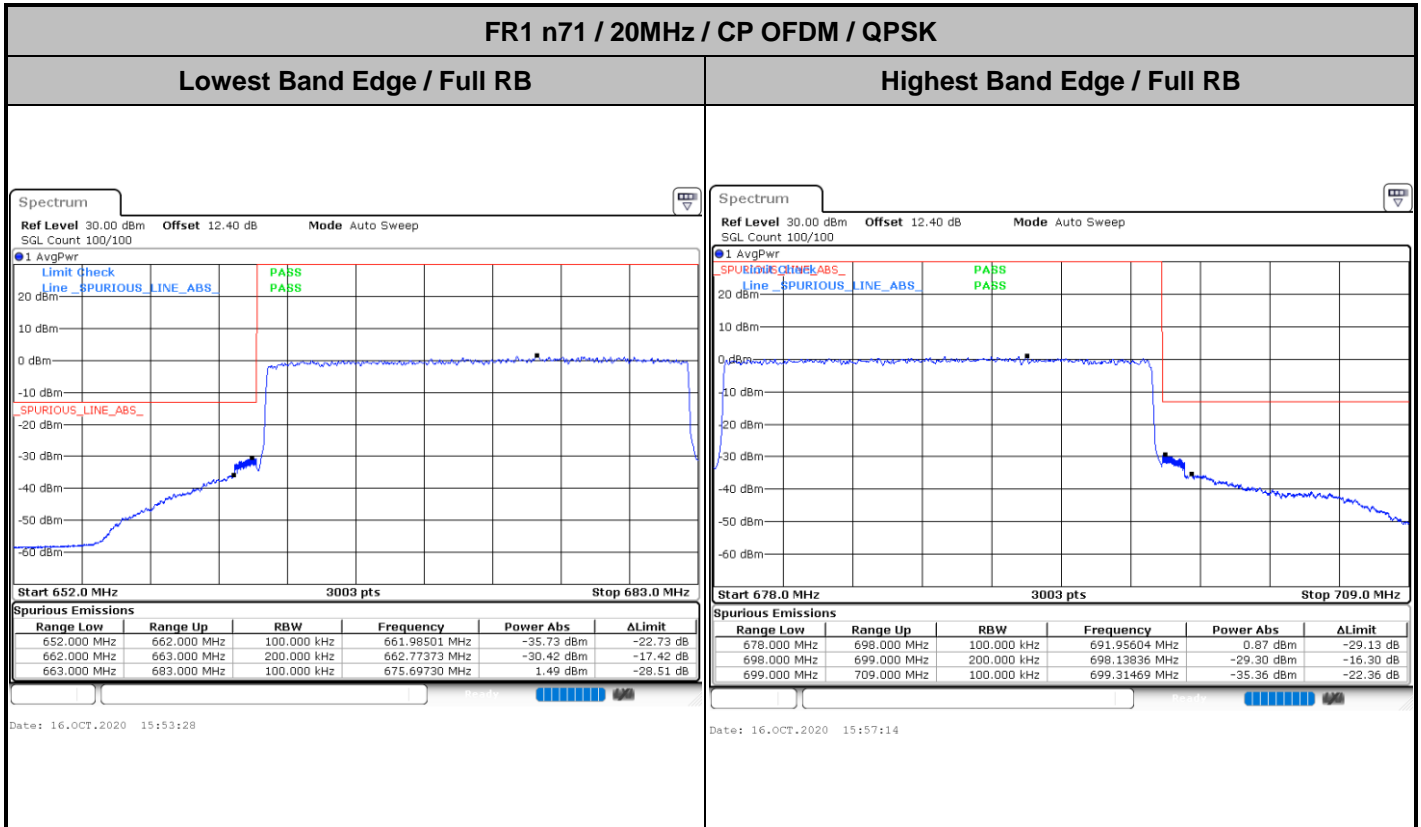 FR1 n71 / 20MHz / CP OFDM / QPSK
Lowest Band Edge / Full RB
Highest Band Edge / Full RB
Spectrum
Ref Level 30.00 dBm Offset 12.40 dB Mode Auto Sweep
SGL Count 100/100
1 AvgPwr
Limit Check PASS
Line _SPURIOUS_LINE_ABS_ PASS
20 dBm
10 dBm
0 dBm
-10 dBm
_SPURIOUS_LINE_ABS_
-20 dBm
-30 dBm
-40 dBm
-50 dBm
-60 dBm
Start 652.0 MHz 3003 pts Stop 683.0 MHz
Spurious Emissions
Range Low Range Up RBW Frequency Power Abs ΔLimit
652.000 MHz 662.000 MHz 100.000 kHz 661.98501 MHz -35.73 dBm -22.73 dB
662.000 MHz 663.000 MHz 200.000 kHz 662.77373 MHz -30.42 dBm -17.42 dB
663.000 MHz 683.000 MHz 100.000 kHz 675.69730 MHz 1.49 dBm -28.51 dB
Date: 16.OCT.2020 15:53:28
Spectrum
Ref Level 30.00 dBm Offset 12.40 dB Mode Auto Sweep
SGL Count 100/100
1 AvgPwr
_SPURIOUS_LINE_ABS_
Limit Check PASS
Line _SPURIOUS_LINE_ABS_ PASS
20 dBm
10 dBm
0 dBm
-10 dBm
-20 dBm
-30 dBm
-40 dBm
-50 dBm
-60 dBm
Start 678.0 MHz 3003 pts Stop 709.0 MHz
Spurious Emissions
Range Low Range Up RBW Frequency Power Abs ΔLimit
678.000 MHz 698.000 MHz 100.000 kHz 691.95604 MHz 0.87 dBm -29.13 dB
698.000 MHz 699.000 MHz 200.000 kHz 698.13836 MHz -29.30 dBm -16.30 dB
699.000 MHz 709.000 MHz 100.000 kHz 699.31469 MHz -35.36 dBm -22.36 dB
Date: 16.OCT.2020 15:57:14